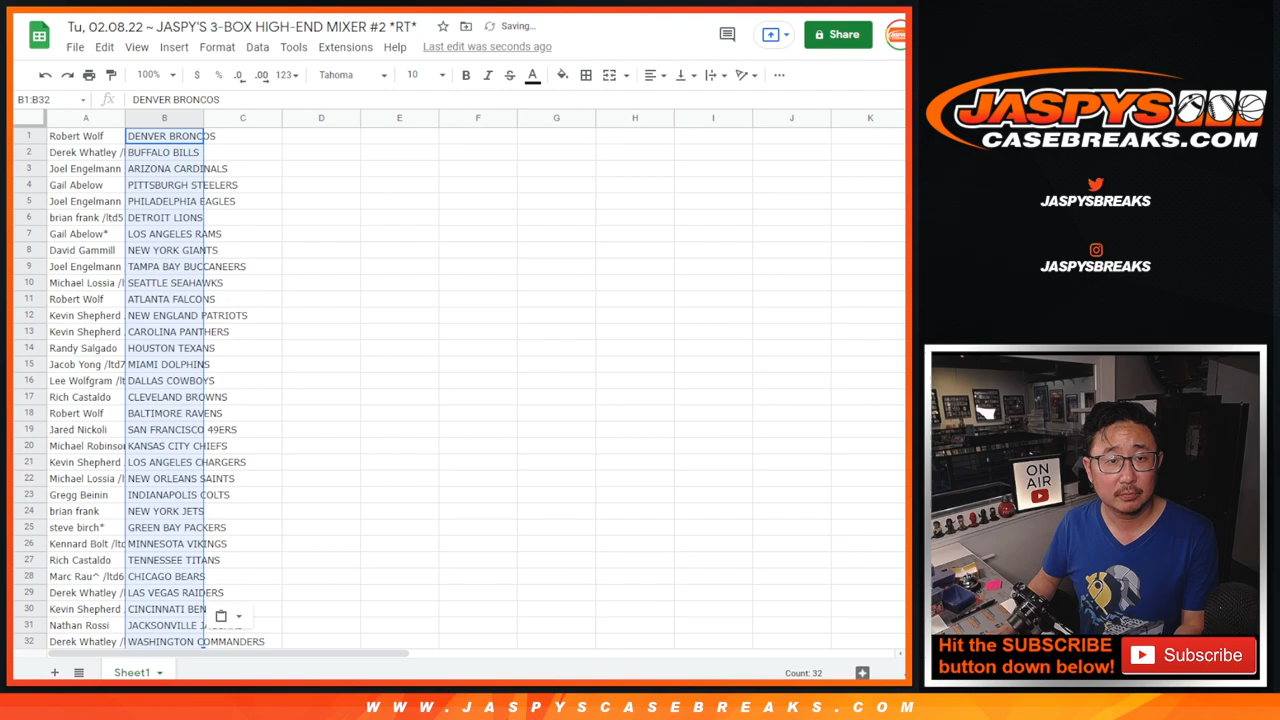 Tu, 02.08.22 ~ JASPY'S 3-BOX HIGH-END MIXER #2 *RT* Saving...
File Edit View Insert Format Data Tools Extensions Help Last edit was seconds ago
Share
100% $ % .0 .00 123 Tahoma 10 B I S A
B1:B32 fx DENVER BRONCOS
A B C D E F G H I J K
1 Robert Wolf DENVER BRONCOS
2 Derek Whatley /l BUFFALO BILLS
3 Joel Engelmann ARIZONA CARDINALS
4 Gail Abelow PITTSBURGH STEELERS
5 Joel Engelmann PHILADELPHIA EAGLES
6 brian frank /ltd5 DETROIT LIONS
7 Gail Abelow* LOS ANGELES RAMS
8 David Gammill NEW YORK GIANTS
9 Joel Engelmann TAMPA BAY BUCCANEERS
10 Michael Lossia /l SEATTLE SEAHAWKS
11 Robert Wolf ATLANTA FALCONS
12 Kevin Shepherd NEW ENGLAND PATRIOTS
13 Kevin Shepherd CAROLINA PANTHERS
14 Randy Salgado HOUSTON TEXANS
15 Jacob Yong /ltd7 MIAMI DOLPHINS
16 Lee Wolfgram /lt DALLAS COWBOYS
17 Rich Castaldo CLEVELAND BROWNS
18 Robert Wolf BALTIMORE RAVENS
19 Jared Nickoli SAN FRANCISCO 49ERS
20 Michael Robinson KANSAS CITY CHIEFS
21 Kevin Shepherd LOS ANGELES CHARGERS
22 Michael Lossia /l NEW ORLEANS SAINTS
23 Gregg Beinin INDIANAPOLIS COLTS
24 brian frank NEW YORK JETS
25 steve birch* GREEN BAY PACKERS
26 Kennard Bolt /ltd MINNESOTA VIKINGS
27 Rich Castaldo TENNESSEE TITANS
28 Marc Rau^ /ltd6 CHICAGO BEARS
29 Derek Whatley /l LAS VEGAS RAIDERS
30 Kevin Shepherd CINCINNATI BEN
31 Nathan Rossi JACKSONVILLE
32 Derek Whatley /l WASHINGTON COMMANDERS
Sheet1 Count: 32
JASPYS
CASEBREAKS.COM
JASPYSBREAKS
JASPYSBREAKS
ON
AIR
Hit the SUBSCRIBE
button down below!
Subscribe
WWW.JASPYSCASEBREAKS.COM